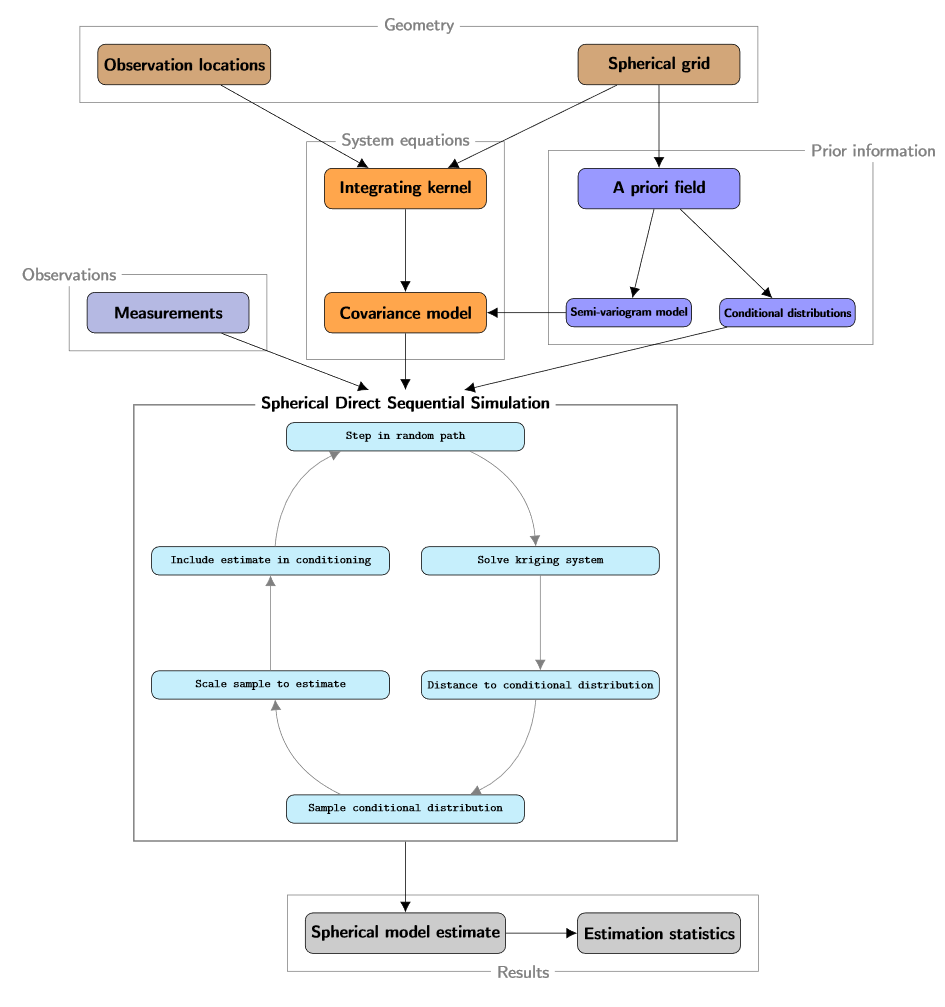 Geometry
Observation locations
Spherical grid
System equations
Prior information
Integrating kernel
A priori field
Observations
Measurements
Covariance model
Semi-variogram model
Conditional distributions
Spherical Direct Sequential Simulation
Step in random path
Include estimate in conditioning
Solve kriging system
Scale sample to estimate
Distance to conditional distribution
Sample conditional distribution
Spherical model estimate
Estimation statistics
Results